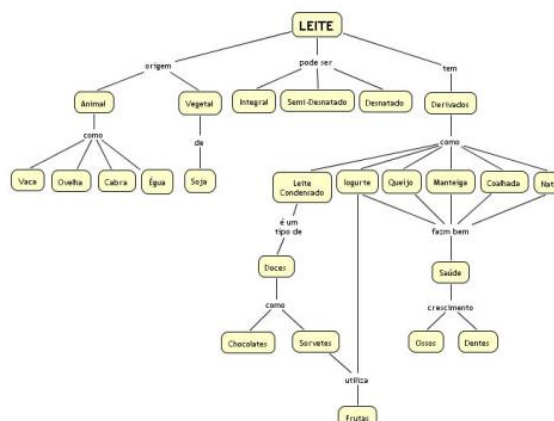 LEITE
origem
pode ser
tem
Animal
Vegetal
Integral
Semi-Desnatado
Desnatado
Derivados
como
de
como
Vaca
Ovelha
Cabra
Égua
Soja
Leite
Condensado
Iogurte
Queijo
Manteiga
Coalhada
Nat
é um
tipo de
fazm bem
Doces
Saúde
como
crescimento
Chocolates
Sorvetes
Ossos
Dentes
utiliza
Frutas